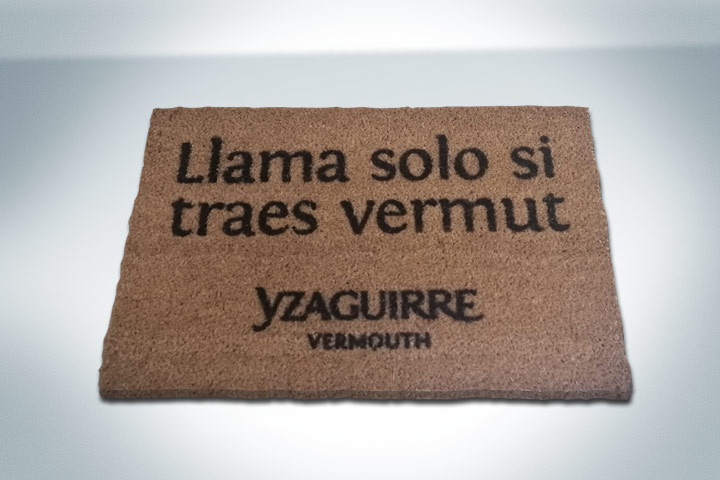 Llama solo si
traes vermut
YZAGUIRRE
VERMOUTH